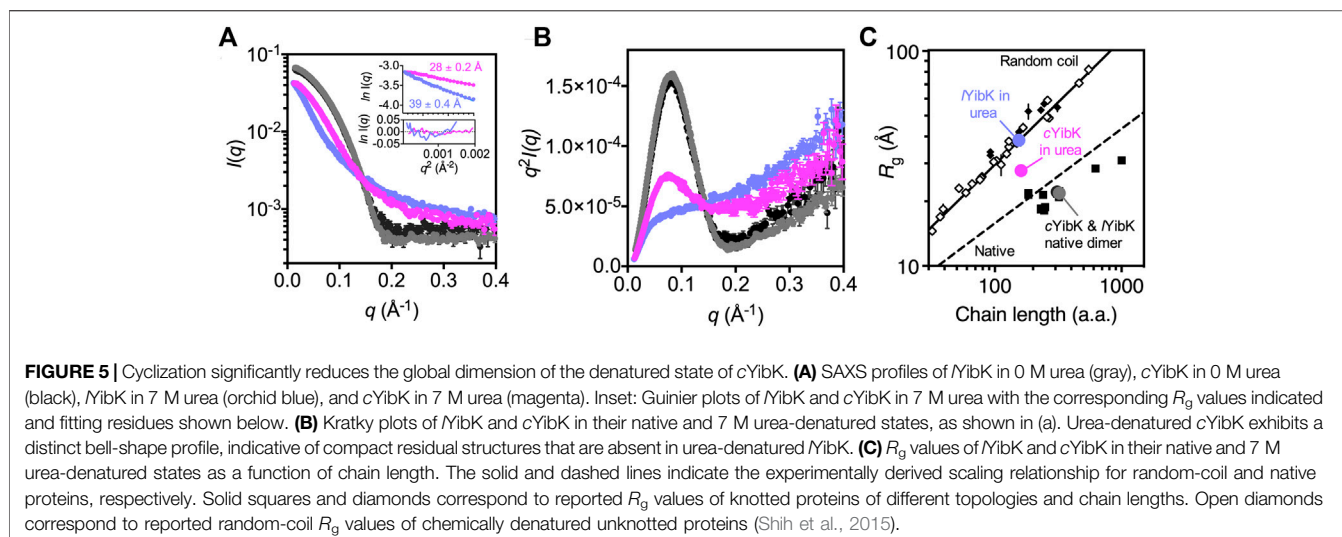 A
B
C
10-1
10-2
10-3
I(q)
0.0 0.1 0.2 0.3 0.4
q (Å-1)
-3.0
-3.5
-4.0
ln I(q)
28 ± 0.2 Å
39 ± 0.4 Å
0.05
0.00
-0.05
ln I(q)
0.001 0.002
q2 (Å-2)
1.5×10-4
1.0×10-4
5.0×10-5
0.0
q2I(q)
0.0 0.1 0.2 0.3 0.4
q (Å-1)
100
10
Rg (Å)
Random coil
lYibK in
urea
cYibK
in urea
cYibK & lYibK
native dimer
Native
100 1000
Chain length (a.a.)
FIGURE 5 | Cyclization significantly reduces the global dimension of the denatured state of cYibK. (A) SAXS profiles of lYibK in 0 M urea (gray), cYibK in 0 M urea
(black), lYibK in 7 M urea (orchid blue), and cYibK in 7 M urea (magenta). Inset: Guinier plots of lYibK and cYibK in 7 M urea with the corresponding Rg values indicated
and fitting residues shown below. (B) Kratky plots of lYibK and cYibK in their native and 7 M urea-denatured states, as shown in (a). Urea-denatured cYibK exhibits a
distinct bell-shape profile, indicative of compact residual structures that are absent in urea-denatured lYibK. (C) Rg values of lYibK and cYibK in their native and 7 M
urea-denatured states as a function of chain length. The solid and dashed lines indicate the experimentally derived scaling relationship for random-coil and native
proteins, respectively. Solid squares and diamonds correspond to reported Rg values of knotted proteins of different topologies and chain lengths. Open diamonds
correspond to reported random-coil Rg values of chemically denatured unknotted proteins (Shih et al., 2015).